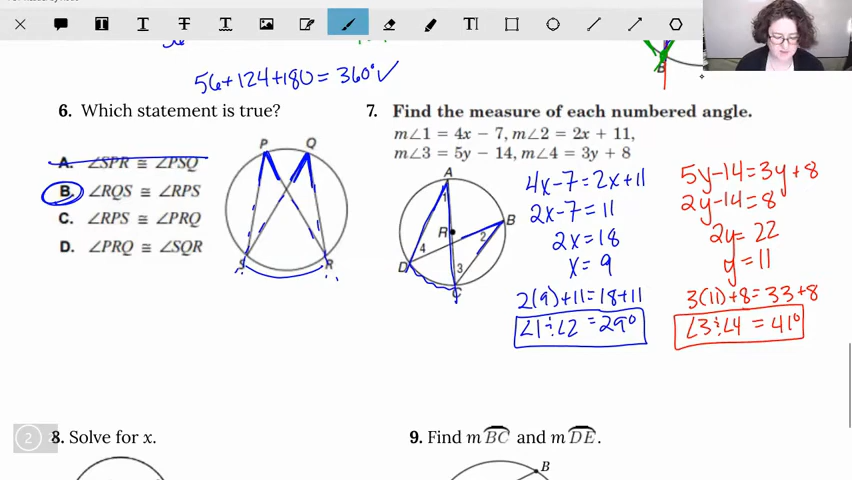 56+124+180=360°✓
B
6. Which statement is true?
A. ∠SPR ≅ ∠PSQ
B. ∠RQS ≅ ∠RPS
C. ∠RPS ≅ ∠PRQ
D. ∠PRQ ≅ ∠SQR
P Q
S R
7. Find the measure of each numbered angle.
m∠1 = 4x − 7, m∠2 = 2x + 11,
m∠3 = 5y − 14, m∠4 = 3y + 8
A
1
B
R
2
4
3
D
C
4x-7=2x+11
2x-7=11
2x=18
x=9
2(9)+11=18+11
∠1 ÷ ∠2 = 29°
5y-14=3y+8
2y-14=8
2y=22
y=11
3(11)+8=33+8
∠3 ÷ ∠4 = 41°
2
8. Solve for x.
9. Find m BC and m DE.
B